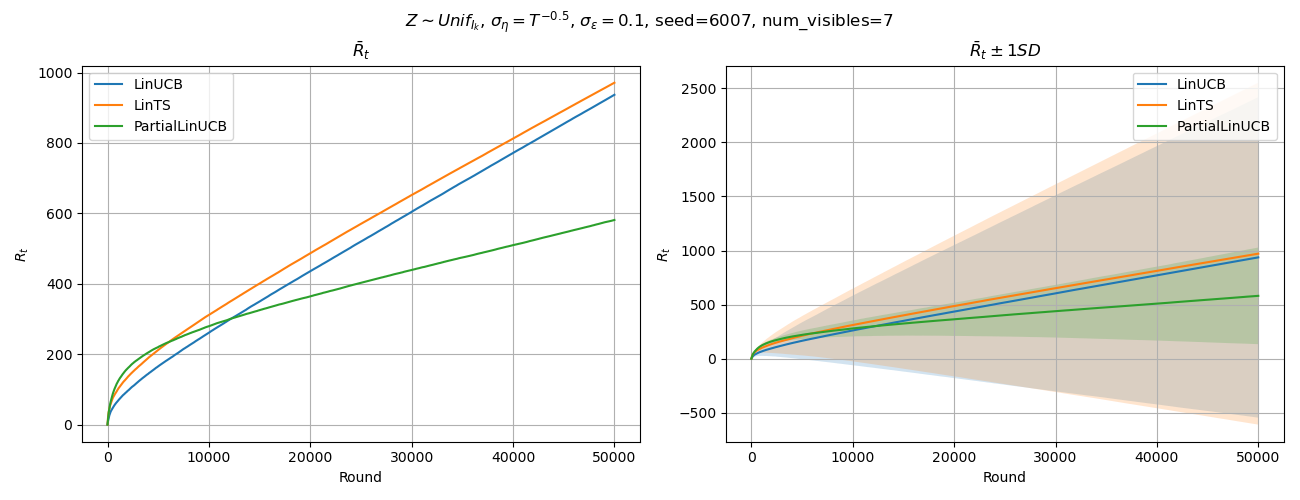 Z ∼ Unif_{I_k}, σ_η = T^{−0.5}, σ_ε = 0.1, seed=6007, num_visibles=7
R̄_t
LinUCB
LinTS
PartialLinUCB
1000
800
600
400
200
0
R_t
0 10000 20000 30000 40000 50000
Round
R̄_t ± 1SD
LinUCB
LinTS
PartialLinUCB
2500
2000
1500
1000
500
0
−500
R_t
0 10000 20000 30000 40000 50000
Round